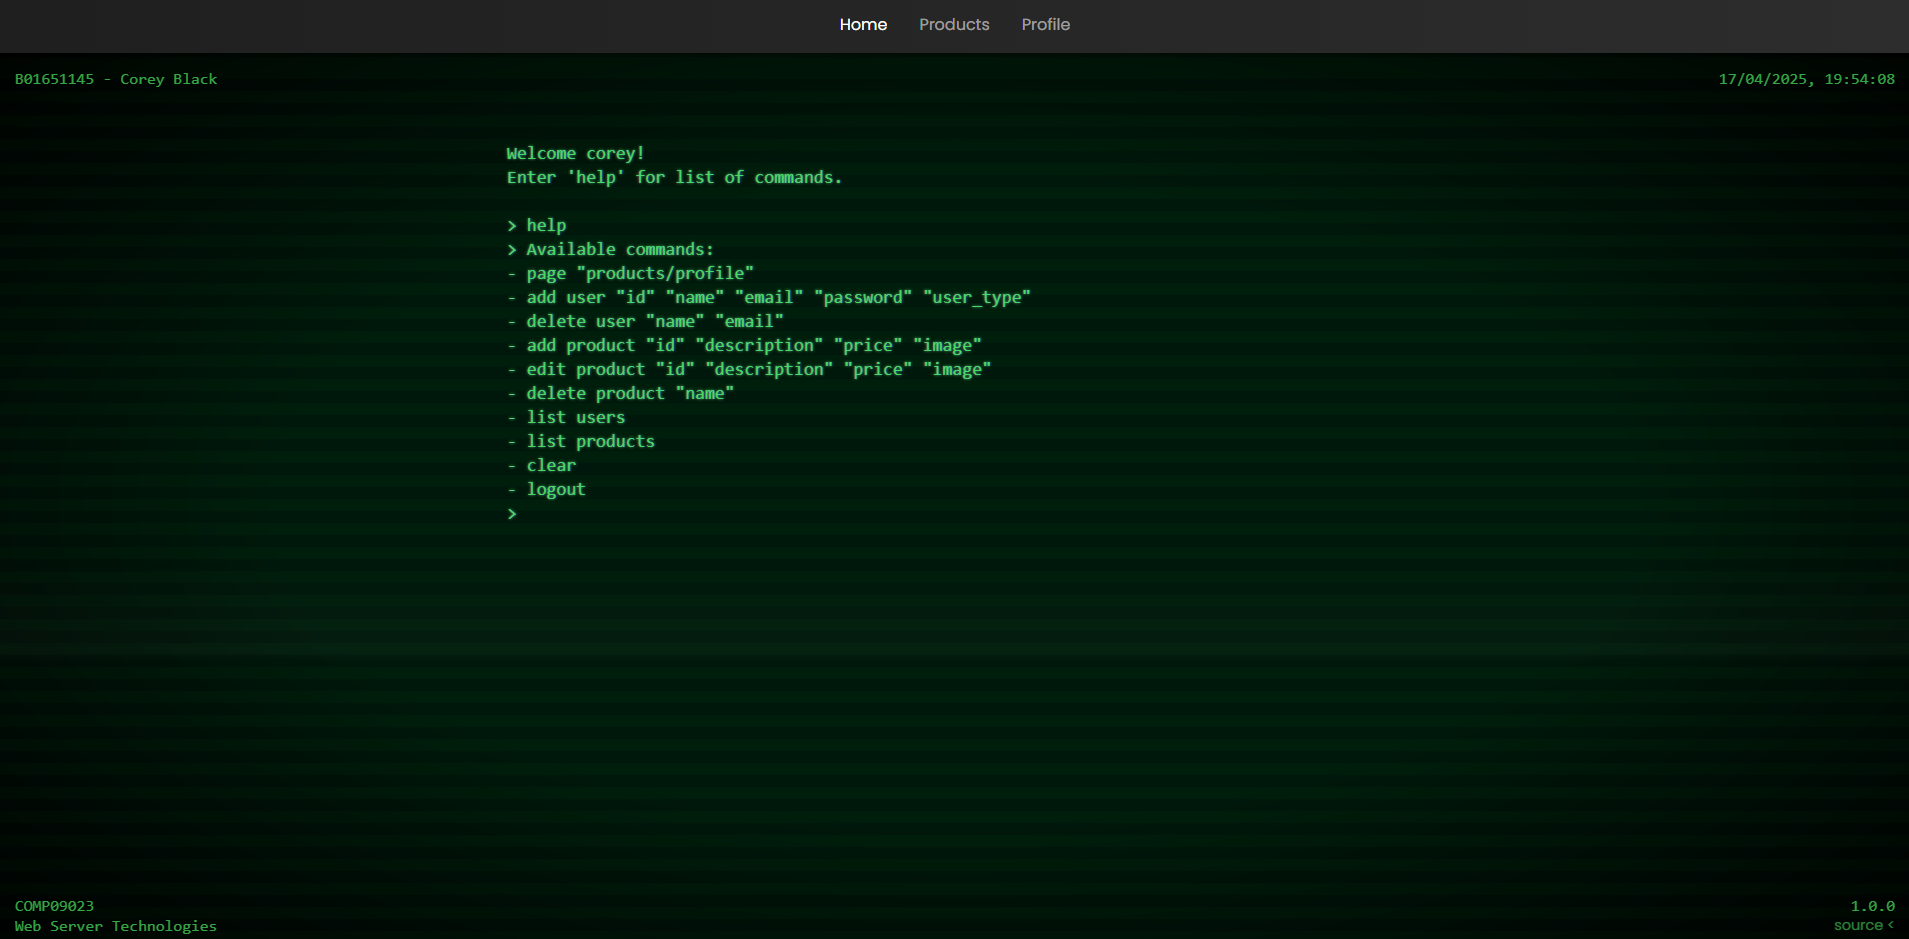 Home Products Profile
B01651145 - Corey Black
17/04/2025, 19:54:08
Welcome corey!
Enter 'help' for list of commands.
> help
> Available commands:
- page "products/profile"
- add user "id" "name" "email" "password" "user_type"
- delete user "name" "email"
- add product "id" "description" "price" "image"
- edit product "id" "description" "price" "image"
- delete product "name"
- list users
- list products
- clear
- logout
>
COMP09023
Web Server Technologies
1.0.0
source <